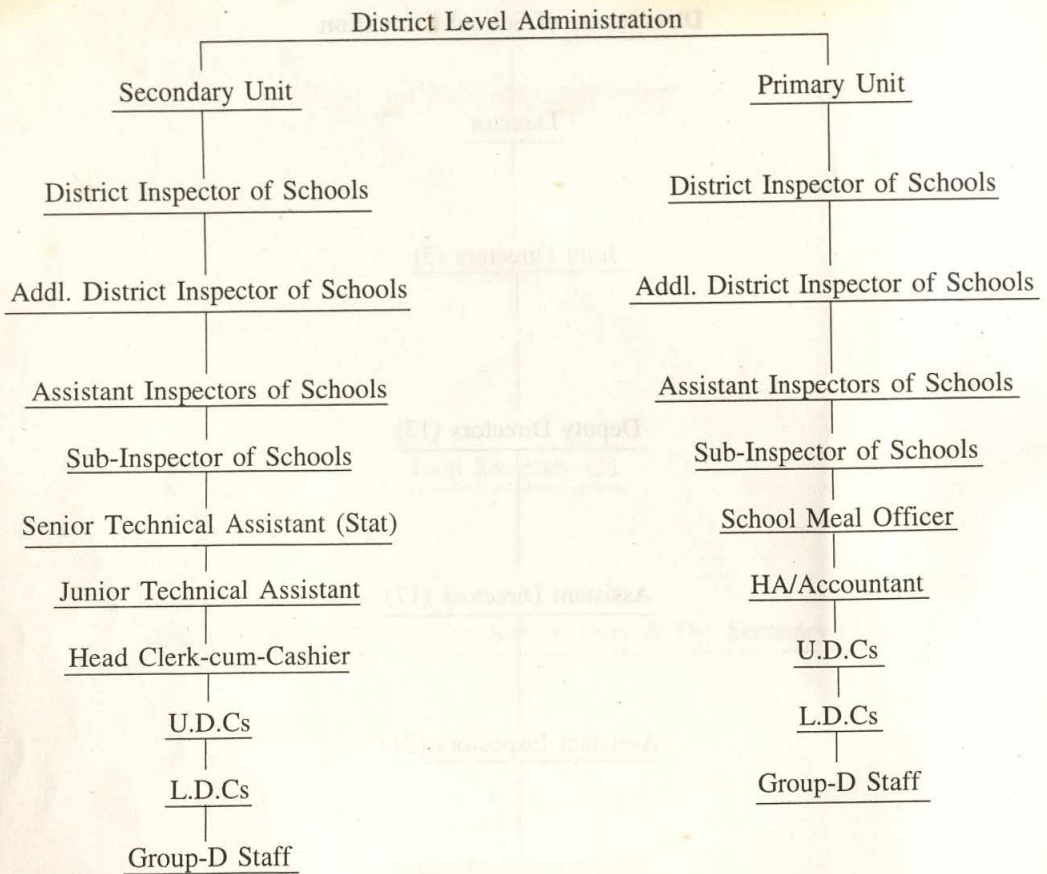 District Level Administration
Secondary Unit
District Inspector of Schools
Addl. District Inspector of Schools
Assistant Inspectors of Schools
Sub-Inspector of Schools
Senior Technical Assistant (Stat)
Junior Technical Assistant
Head Clerk-cum-Cashier
U.D.Cs
L.D.Cs
Group-D Staff
Primary Unit
District Inspector of Schools
Addl. District Inspector of Schools
Assistant Inspectors of Schools
Sub-Inspector of Schools
School Meal Officer
HA/Accountant
U.D.Cs
L.D.Cs
Group-D Staff